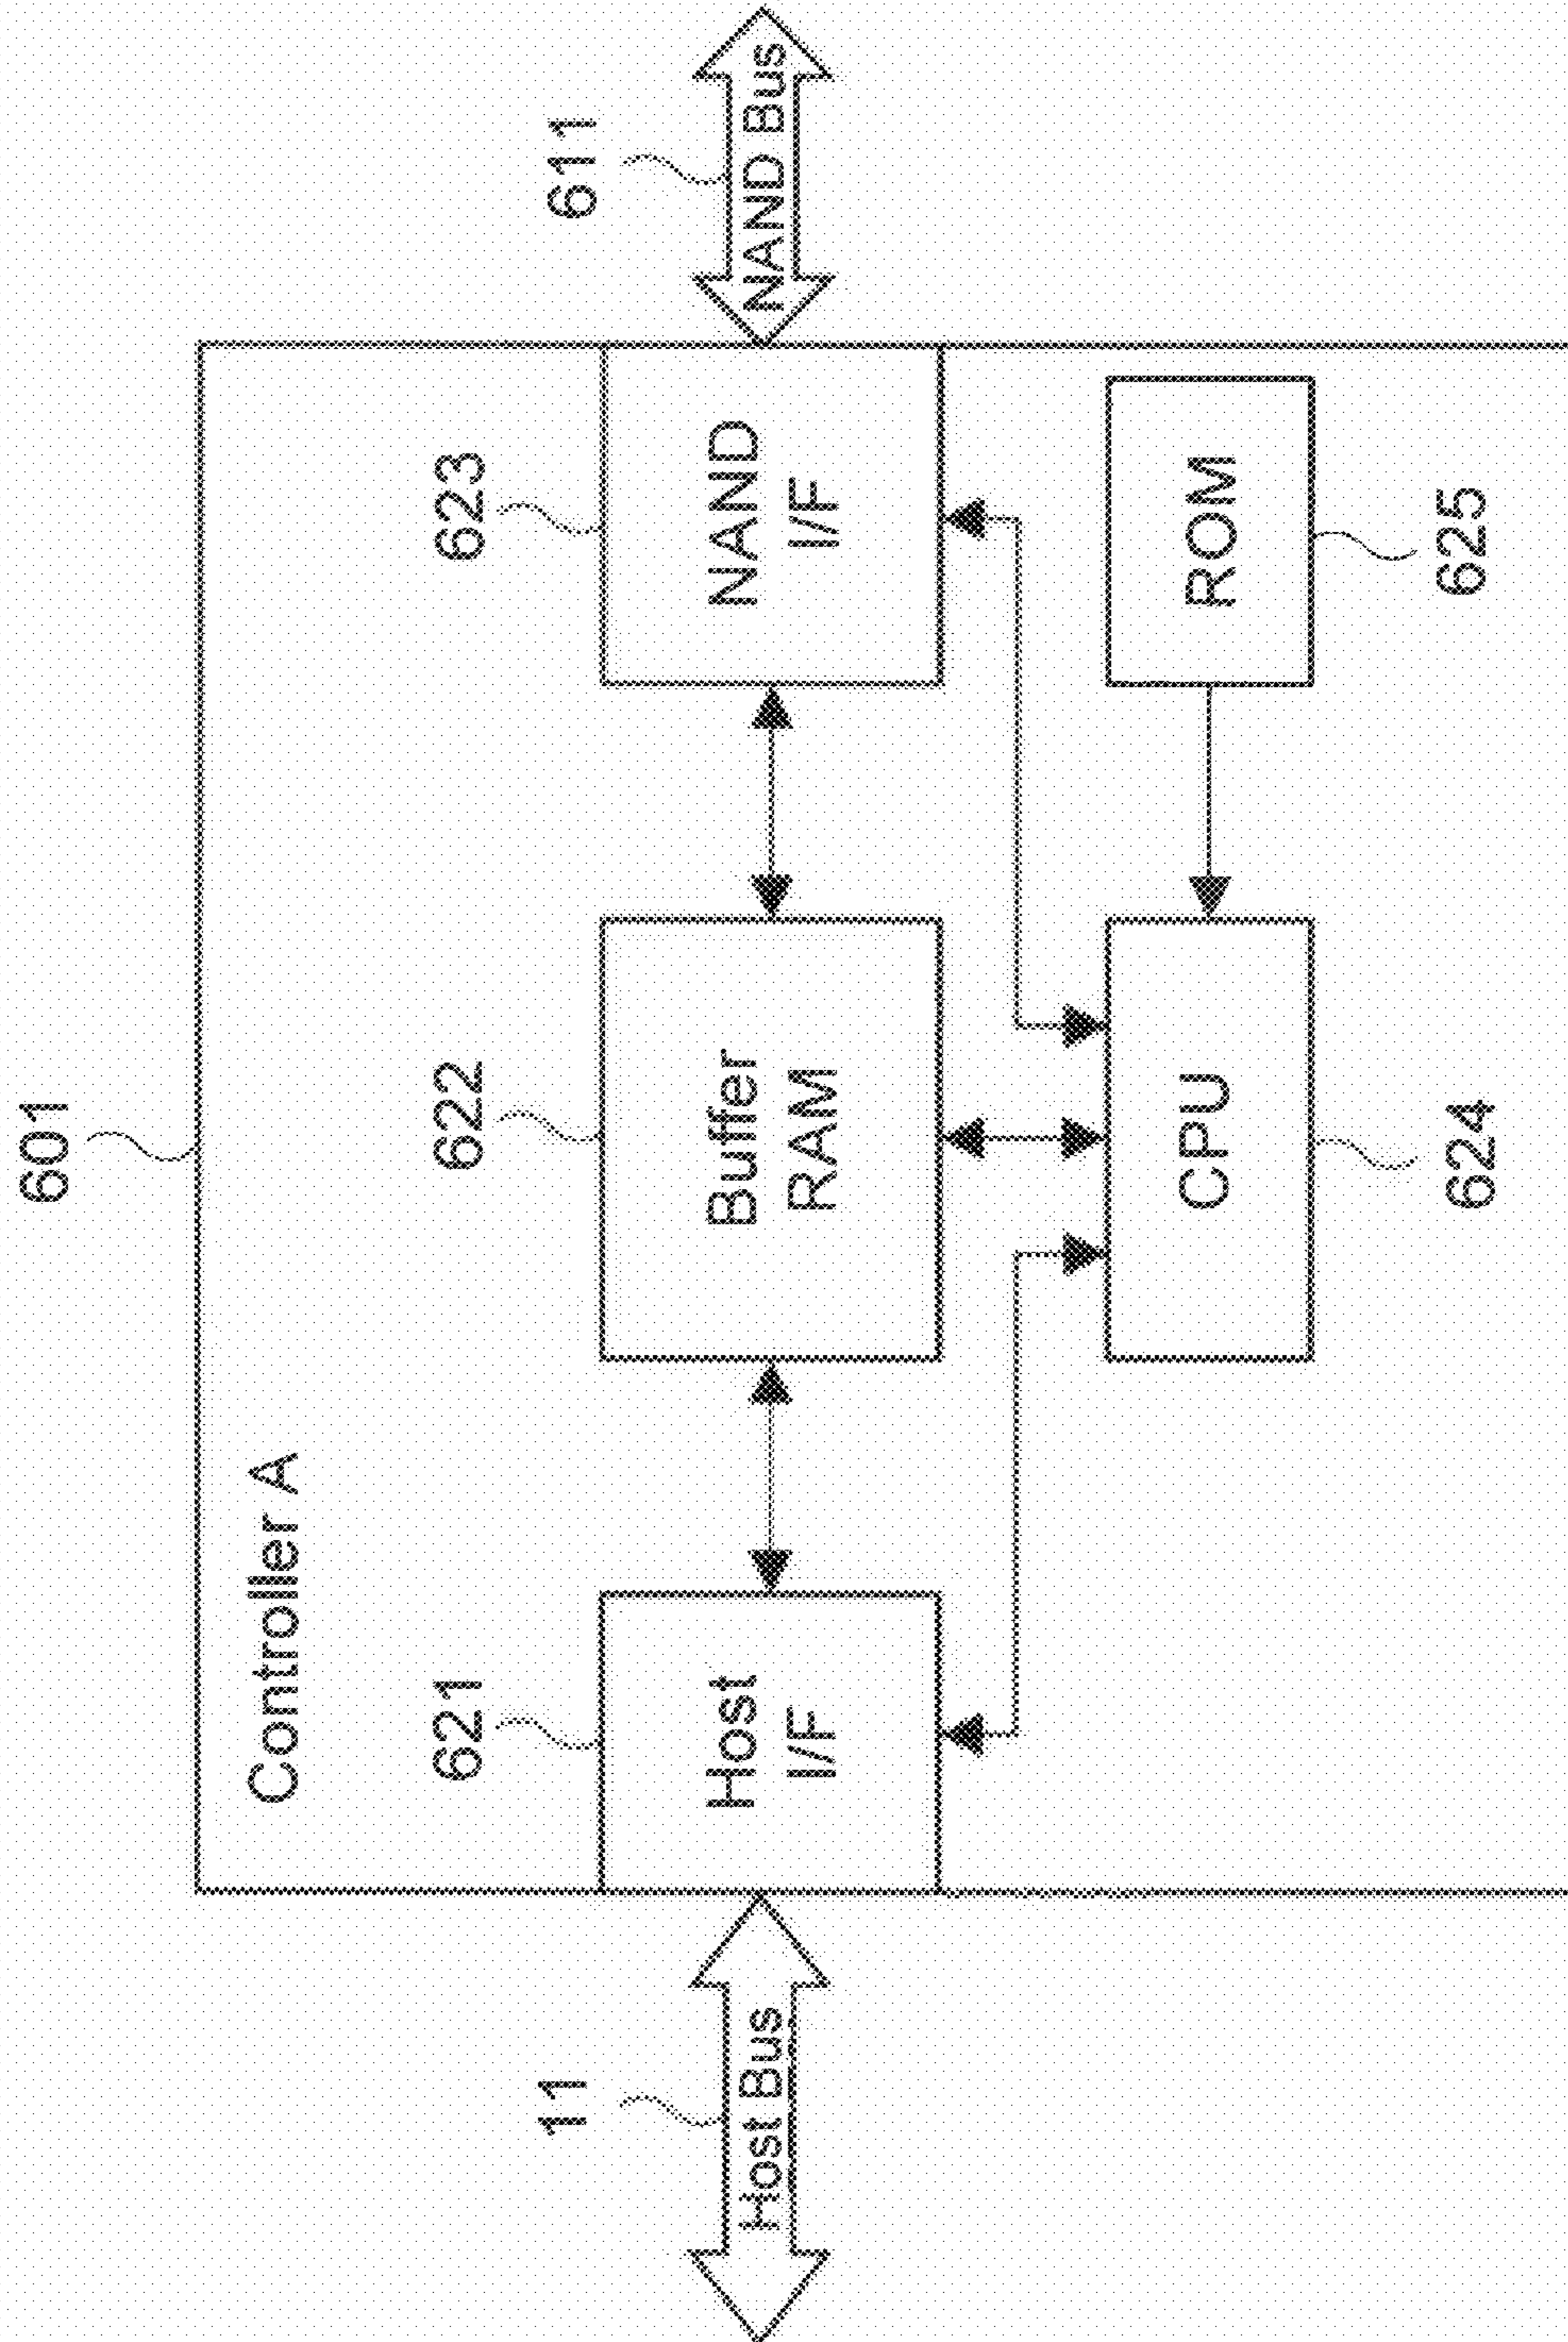 601
Controller A
621
622
623
11
611
Host Bus
Host
I/F
Buffer
RAM
NAND
I/F
NAND Bus
CPU
ROM
624
625